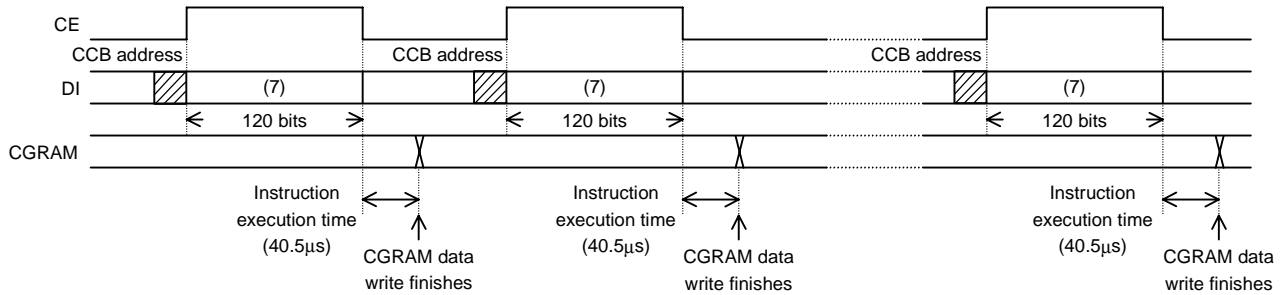 CE
CCB address
CCB address
CCB address
DI
(7)
(7)
(7)
120 bits
120 bits
120 bits
CGRAM
Instruction
execution time
(40.5μs)
Instruction
execution time
(40.5μs)
Instruction
execution time
(40.5μs)
CGRAM data
write finishes
CGRAM data
write finishes
CGRAM data
write finishes